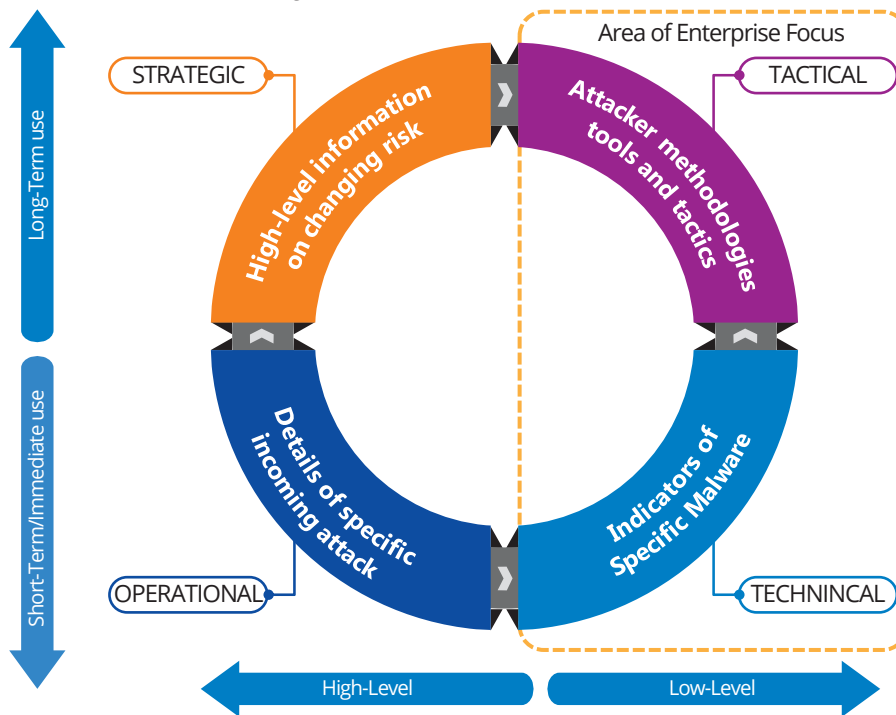 Area of Enterprise Focus
STRATEGIC
TACTICAL
Long-Term use
High-level information
on changing risk
Attacker methodologies
tools and tactics
Short-Term/Immediate use
Details of specific
incoming attack
Indicators of
Specific Malware
OPERATIONAL
TECHNINCAL
High-Level
Low-Level